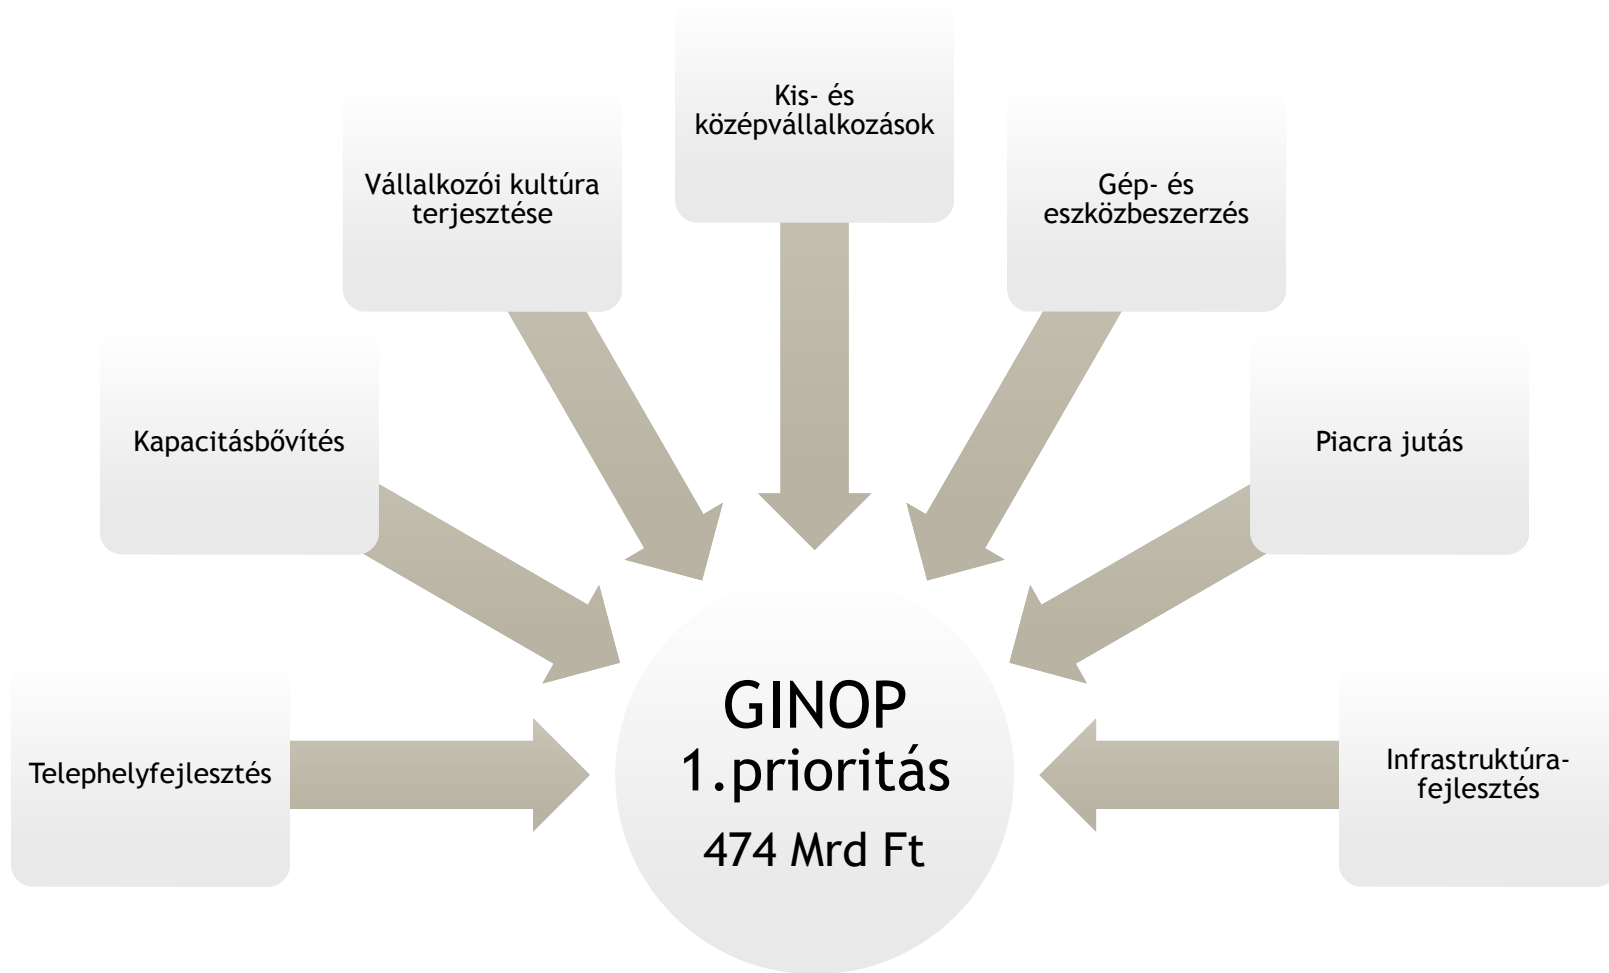 Kis- és
középvállalkozások
Vállalkozói kultúra
terjesztése
Gép- és
eszközbeszerzés
Kapacitásbővítés
Piacra jutás
Telephelyfejlesztés
Infrastruktúra-
fejlesztés
GINOP
1.prioritás
474 Mrd Ft